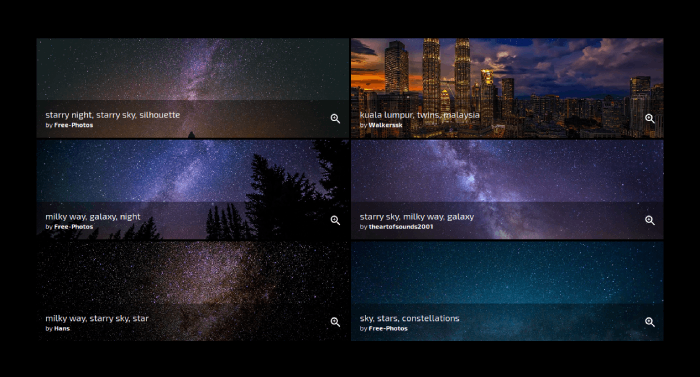 starry night, starry sky, silhouette
by Free-Photos
kuala lumpur, twins, malaysia
by Walkerssk
milky way, galaxy, night
by Free-Photos
starry sky, milky way, galaxy
by theartofsounds2001
milky way, starry sky, star
by Hans
sky, stars, constellations
by Free-Photos